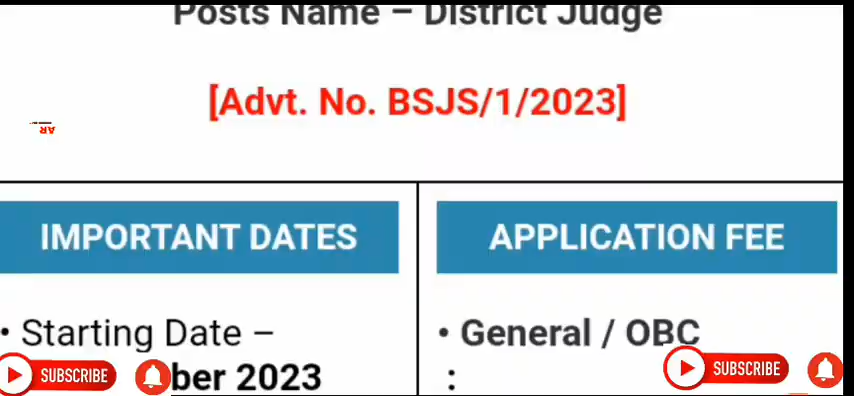 Posts Name – District Judge
[Advt. No. BSJS/1/2023]
AR
IMPORTANT DATES
APPLICATION FEE
• Starting Date –
ber 2023
• General / OBC
:
SUBSCRIBE
SUBSCRIBE